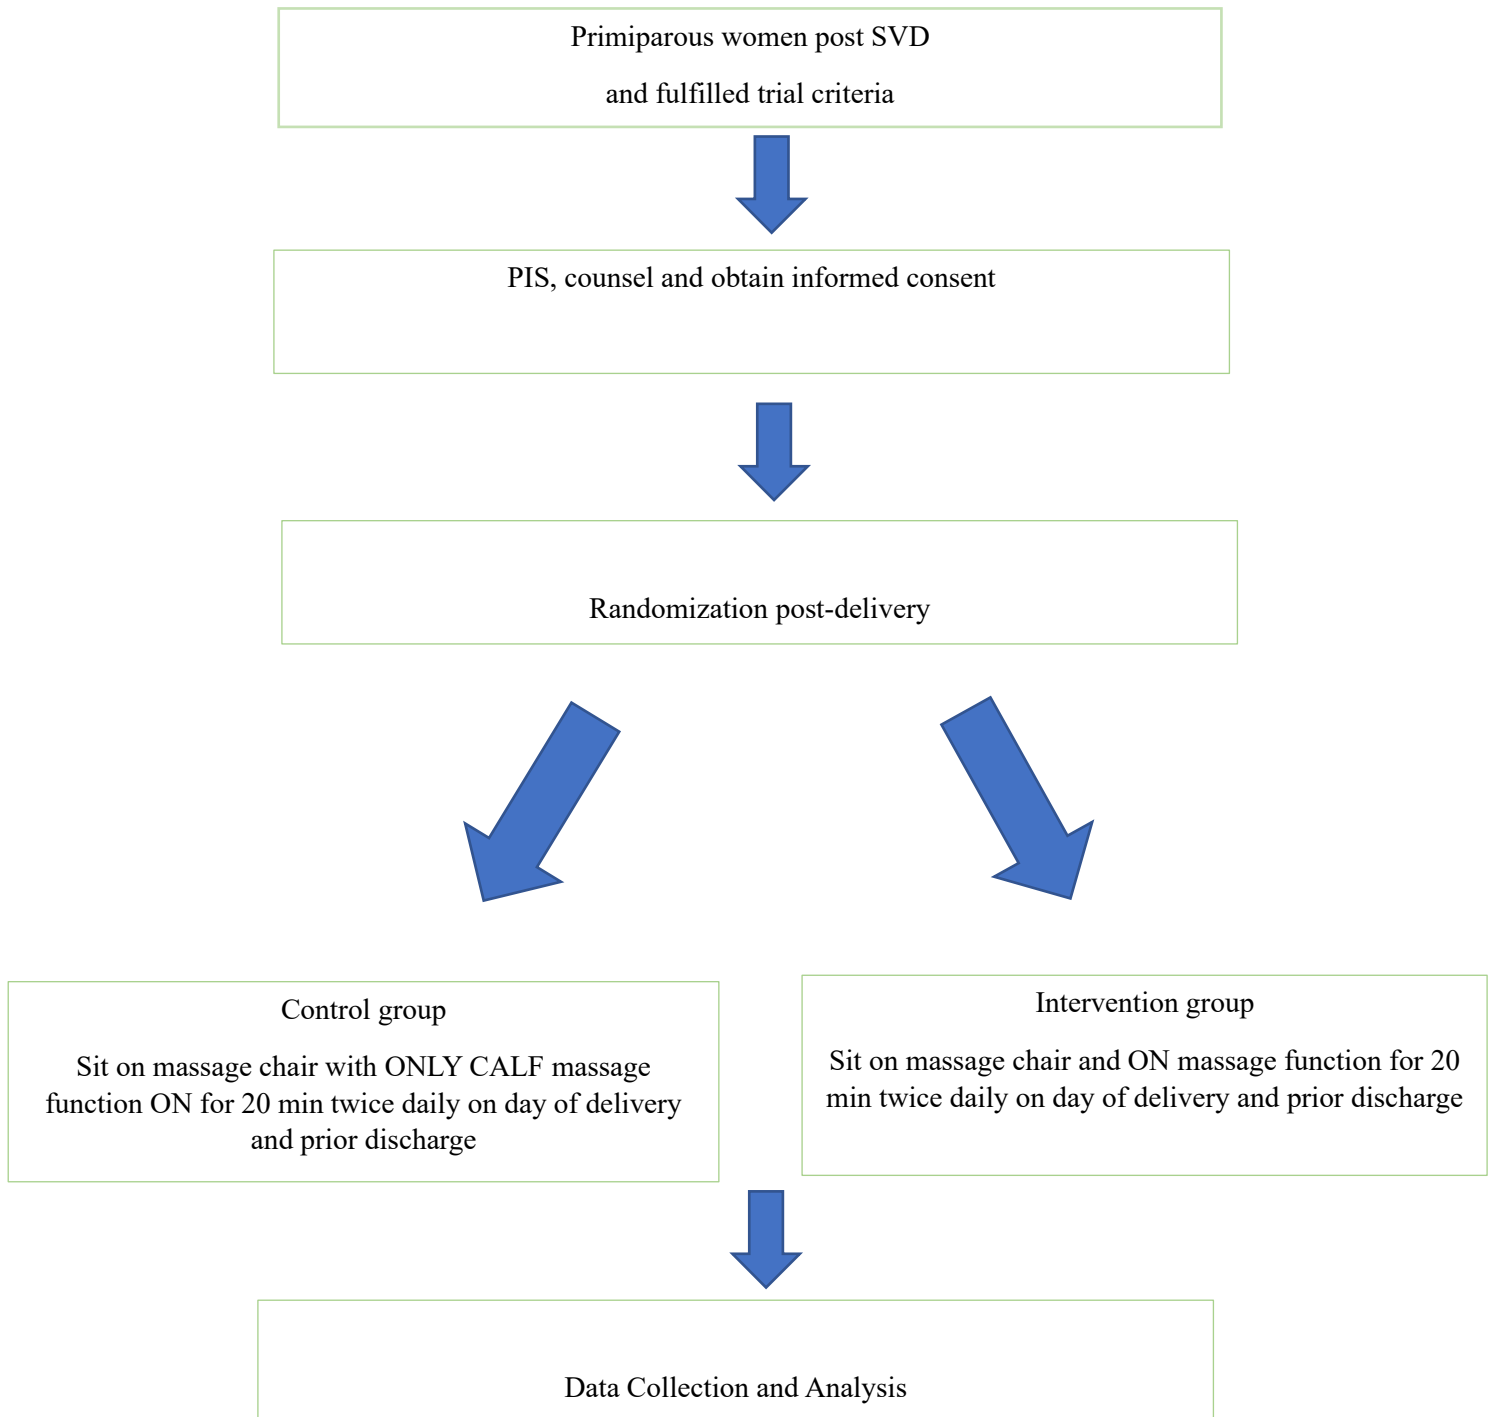 Primiparous women post SVD
and fulfilled trial criteria
PIS, counsel and obtain informed consent
Randomization post-delivery
Control group
Sit on massage chair with ONLY CALF massage
function ON for 20 min twice daily on day of delivery
and prior discharge
Intervention group
Sit on massage chair and ON massage function for 20
min twice daily on day of delivery and prior discharge
Data Collection and Analysis